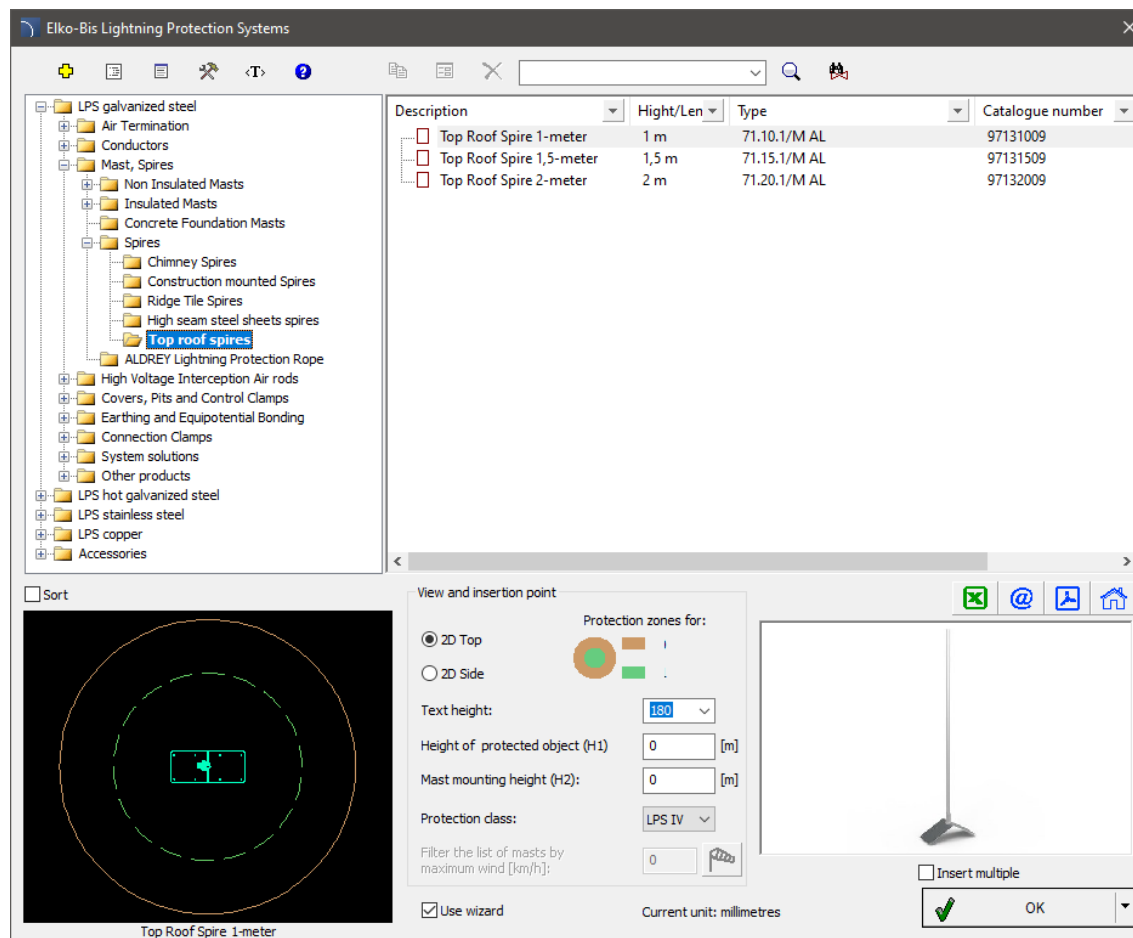 Elko-Bis Lightning Protection Systems
<T>
LPS galvanized steel
Air Termination
Conductors
Mast, Spires
Non Insulated Masts
Insulated Masts
Concrete Foundation Masts
Spires
Chimney Spires
Construction mounted Spires
Ridge Tile Spires
High seam steel sheets spires
Top roof spires
ALDREY Lightning Protection Rope
High Voltage Interception Air rods
Covers, Pits and Control Clamps
Earthing and Equipotential Bonding
Connection Clamps
System solutions
Other products
LPS hot galvanized steel
LPS stainless steel
LPS copper
Accessories
Description Hight/Len Type Catalogue number
Top Roof Spire 1-meter 1 m 71.10.1/M AL 97131009
Top Roof Spire 1,5-meter 1,5 m 71.15.1/M AL 97131509
Top Roof Spire 2-meter 2 m 71.20.1/M AL 97132009
Sort
Top Roof Spire 1-meter
View and insertion point
Protection zones for:
2D Top
2D Side
Text height: 180
Height of protected object (H1) 0 [m]
Mast mounting height (H2): 0 [m]
Protection class: LPS IV
Filter the list of masts by
maximum wind [km/h]: 0
Use wizard
Current unit: millimetres
Insert multiple
OK